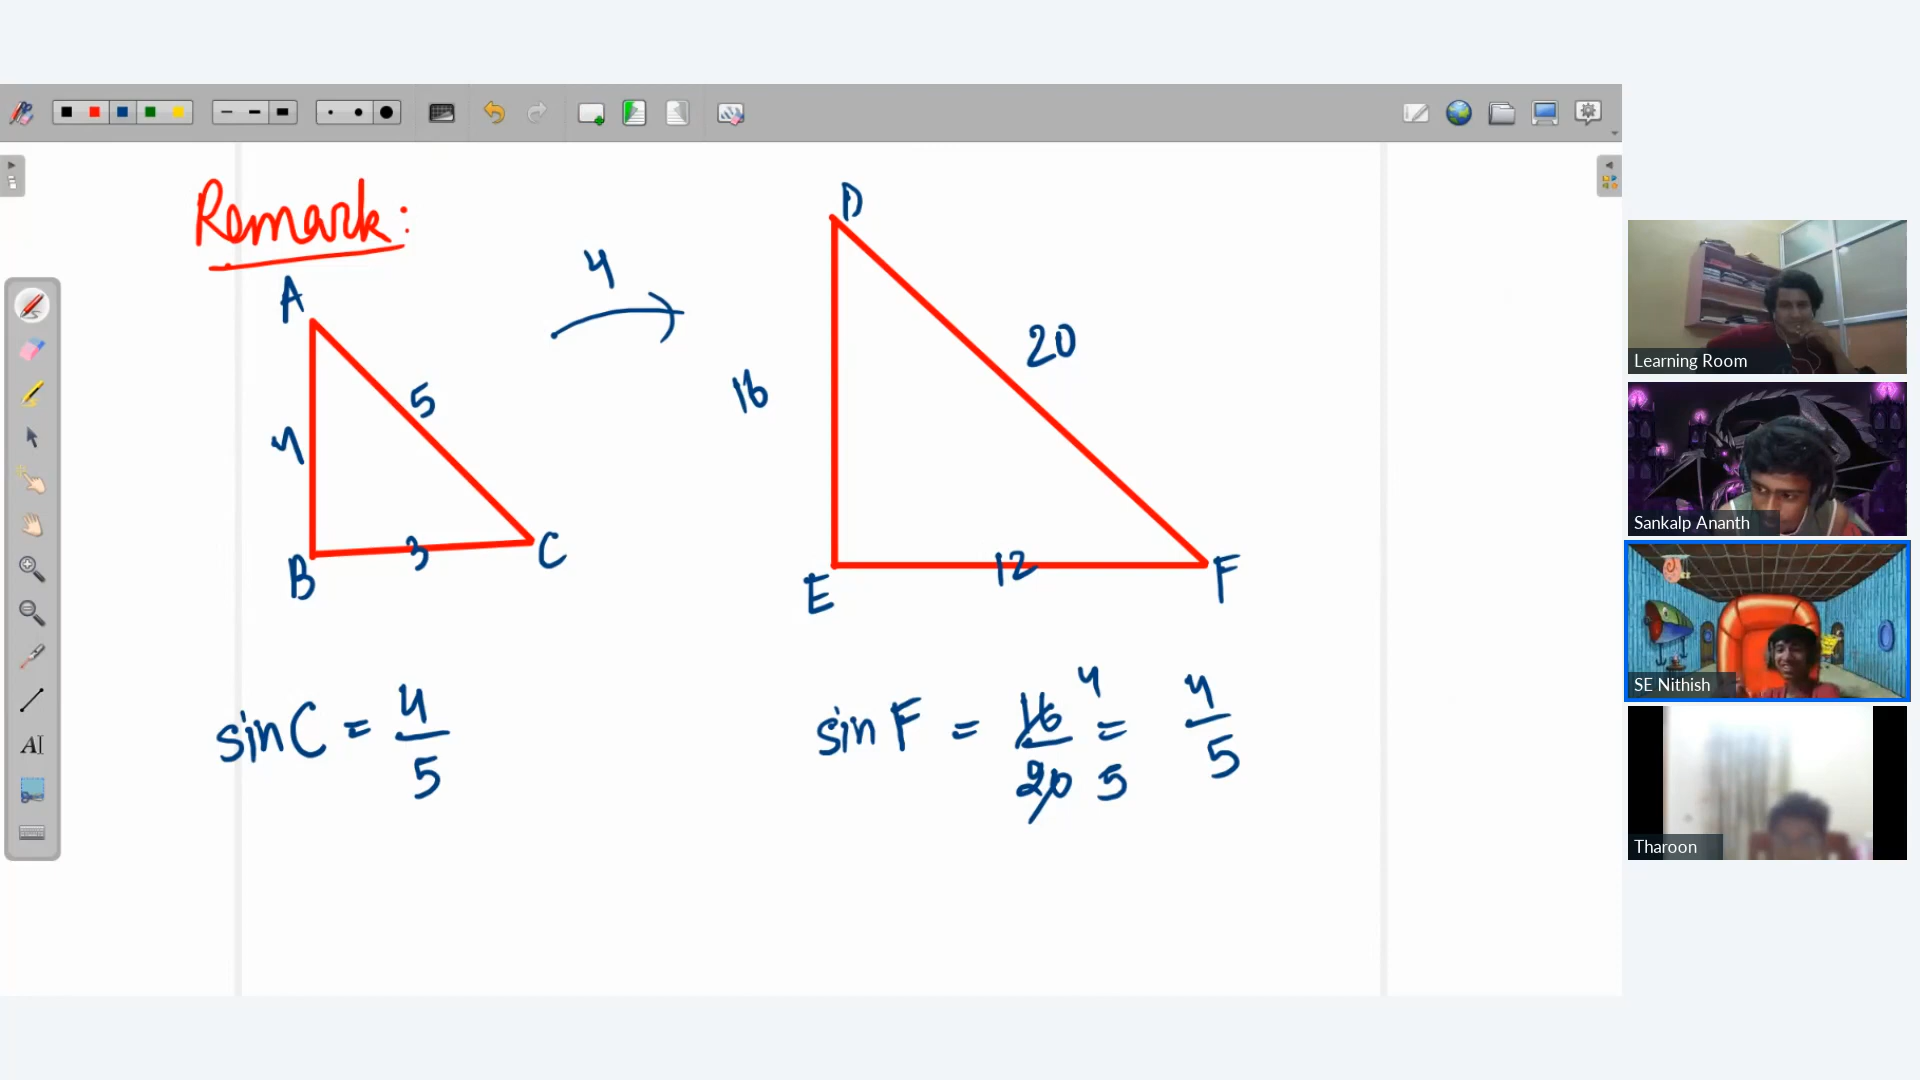 Remark:
A
4
5
B
3
C
4
D
16
20
E
12
F
sin C = 4/5
sin F = 16/20 4/5 = 4/5
Learning Room
Sankalp Ananth
SE Nithish
Tharoon
AI